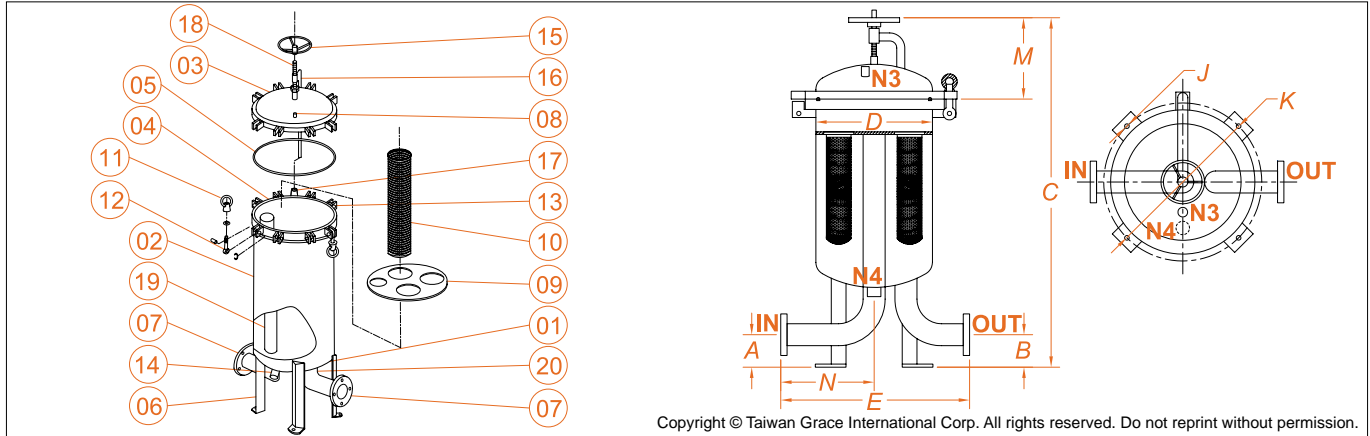 18
15
03
16
05
08
04
17
11
13
12
10
02
09
19
07
01
14
20
06
07
M
N3
D
C
IN
OUT
N4
A
B
N
E
J
K
IN
OUT
N3
N4
Copyright © Taiwan Grace International Corp. All rights reserved. Do not reprint without permission.